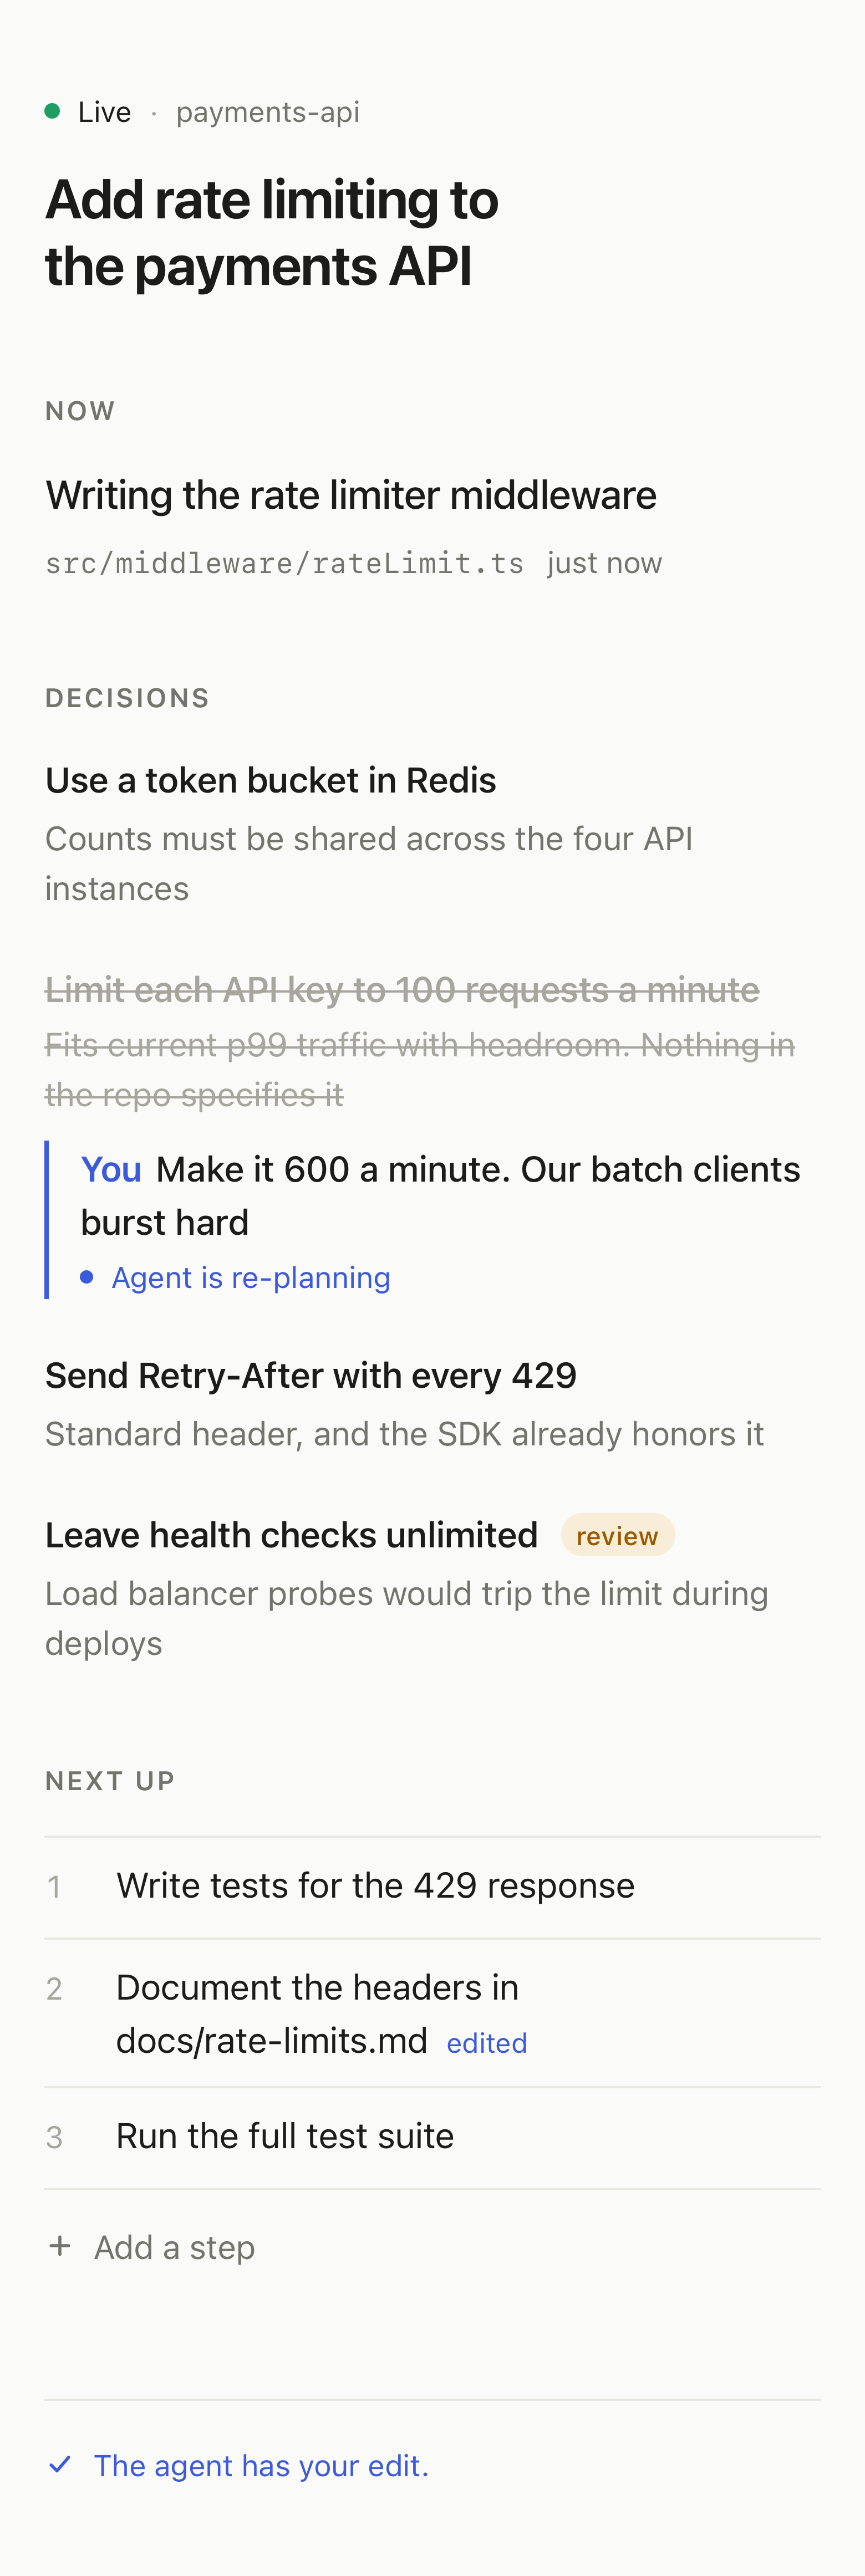 Live · payments-api
Add rate limiting to
the payments API
NOW
Writing the rate limiter middleware
src/middleware/rateLimit.ts just now
DECISIONS
Use a token bucket in Redis
Counts must be shared across the four API
instances
Limit each API key to 100 requests a minute
Fits current p99 traffic with headroom. Nothing in
the repo specifies it
You Make it 600 a minute. Our batch clients
burst hard
Agent is re-planning
Send Retry-After with every 429
Standard header, and the SDK already honors it
Leave health checks unlimited review
Load balancer probes would trip the limit during
deploys
NEXT UP
1 Write tests for the 429 response
2 Document the headers in
docs/rate-limits.md edited
3 Run the full test suite
+ Add a step
The agent has your edit.